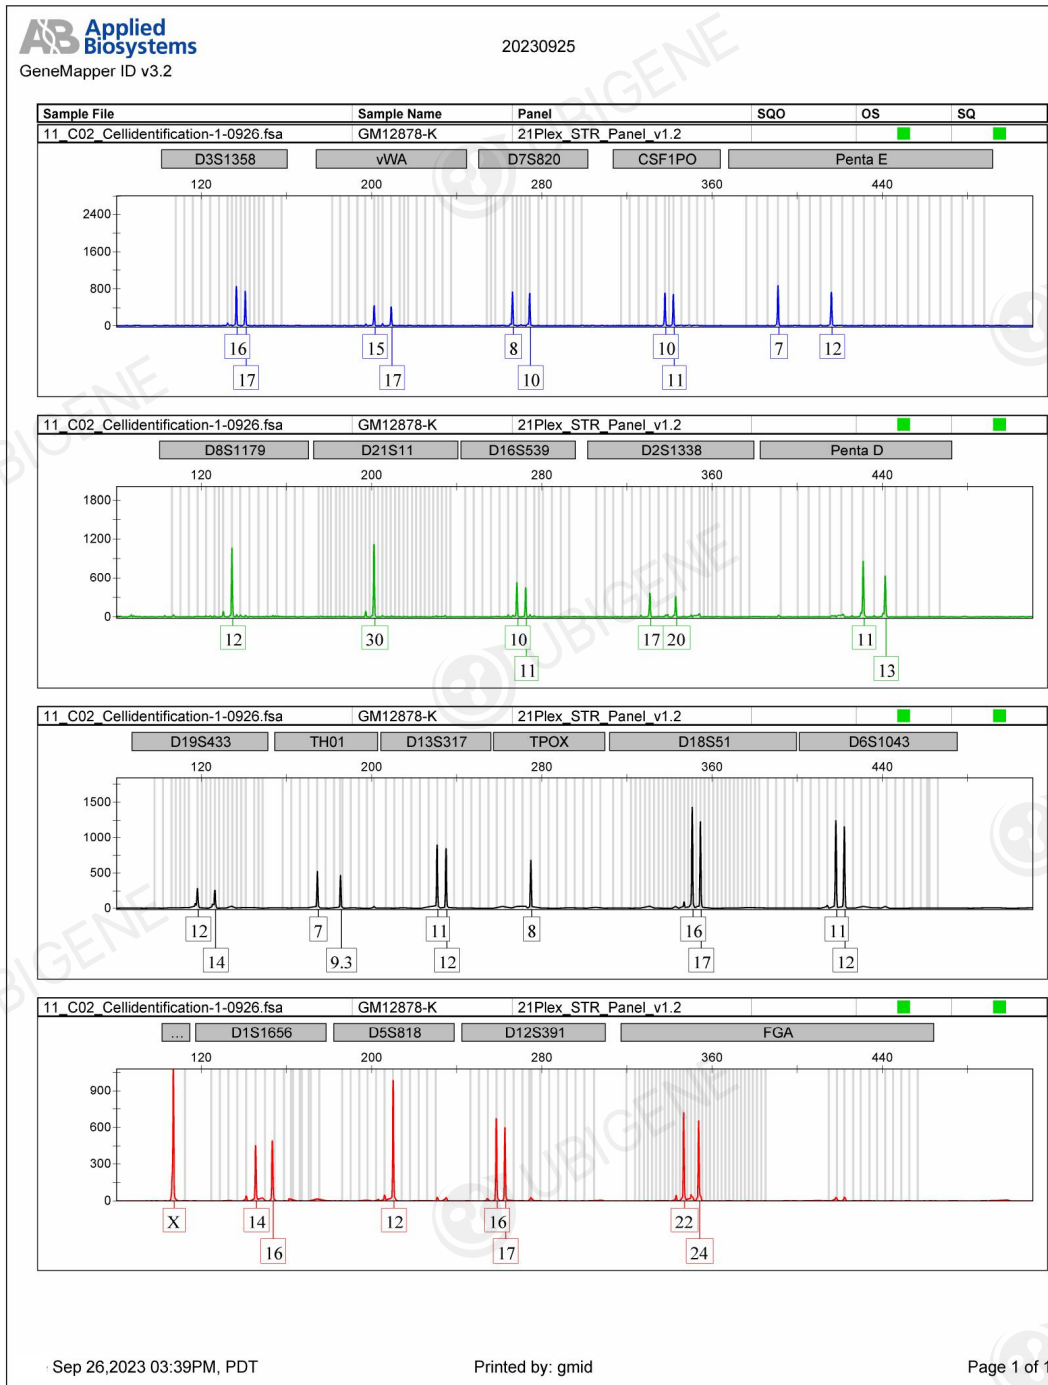 AB Applied
Biosystems
20230925
GeneMapper ID v3.2
Sample File Sample Name Panel SQO OS SQ
11_C02_Cellidentification-1-0926.fsa GM12878-K 21Plex_STR_Panel_v1.2
D3S1358 vWA D7S820 CSF1PO Penta E
120 200 280 360 440
2400
1600
800
0
16 15 8 10 7 12
17 17 10 11
11_C02_Cellidentification-1-0926.fsa GM12878-K 21Plex_STR_Panel_v1.2
D8S1179 D21S11 D16S539 D2S1338 Penta D
120 200 280 360 440
1800
1200
600
0
12 30 10 17 20 11
11 13
11_C02_Cellidentification-1-0926.fsa GM12878-K 21Plex_STR_Panel_v1.2
D19S433 TH01 D13S317 TPOX D18S51 D6S1043
120 200 280 360 440
1500
1000
500
0
12 7 9.3 11 8 16 11
14 12 17 12
11_C02_Cellidentification-1-0926.fsa GM12878-K 21Plex_STR_Panel_v1.2
... D1S1656 D5S818 D12S391 FGA
120 200 280 360 440
900
600
300
0
X 14 12 16 22
16 17 24
Sep 26,2023 03:39PM, PDT Printed by: gmid Page 1 of 1
UBIGENE
UBIGENE
UBIGENE
UBIGENE